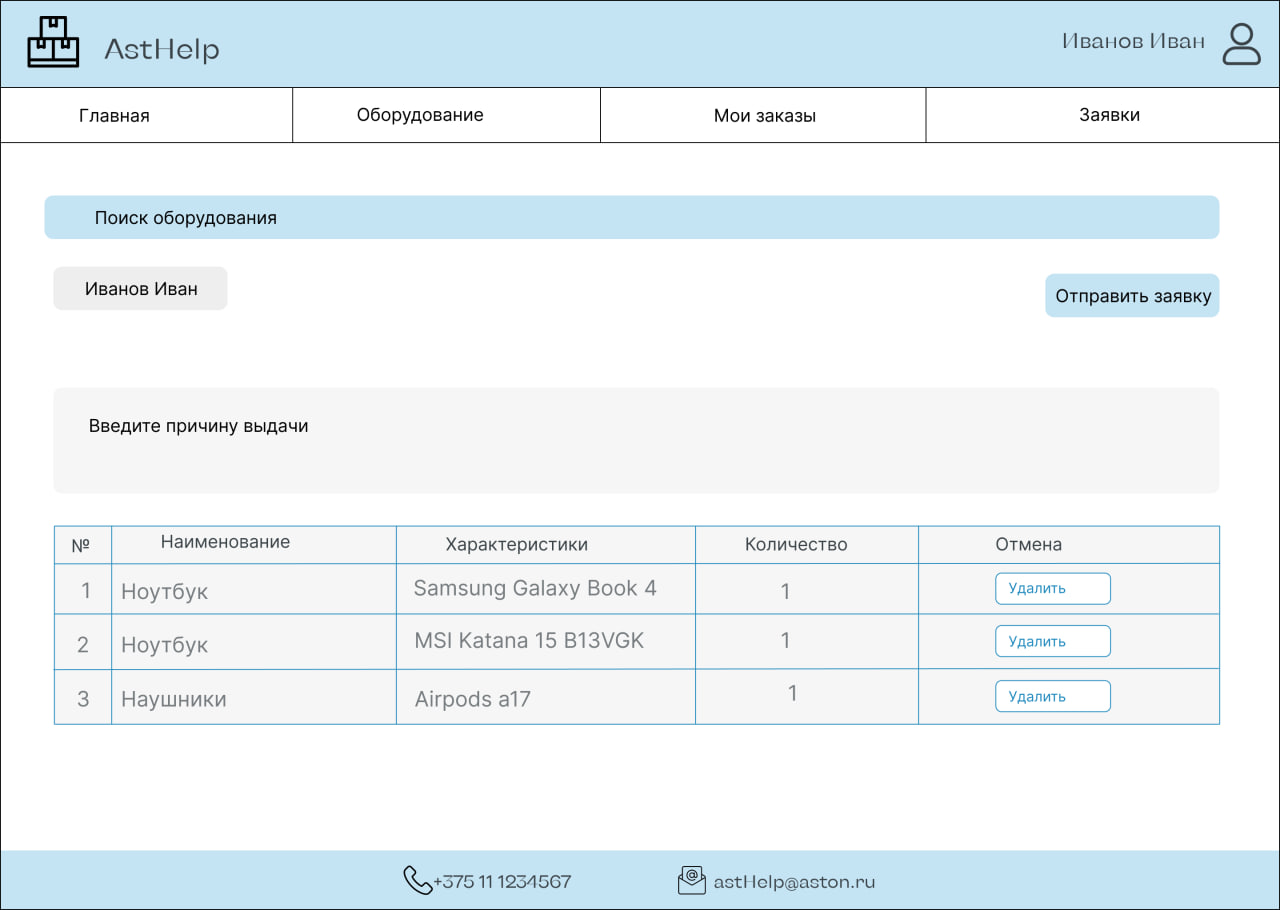 AstHelp
Иванов Иван
Главная Оборудование Мои заказы Заявки
Поиск оборудования
Иванов Иван
Отправить заявку
Введите причину выдачи
№ Наименование Характеристики Количество Отмена
1 Ноутбук Samsung Galaxy Book 4 1 Удалить
2 Ноутбук MSI Katana 15 B13VGK 1 Удалить
3 Наушники Airpods a17 1 Удалить
+375 11 1234567 astHelp@aston.ru